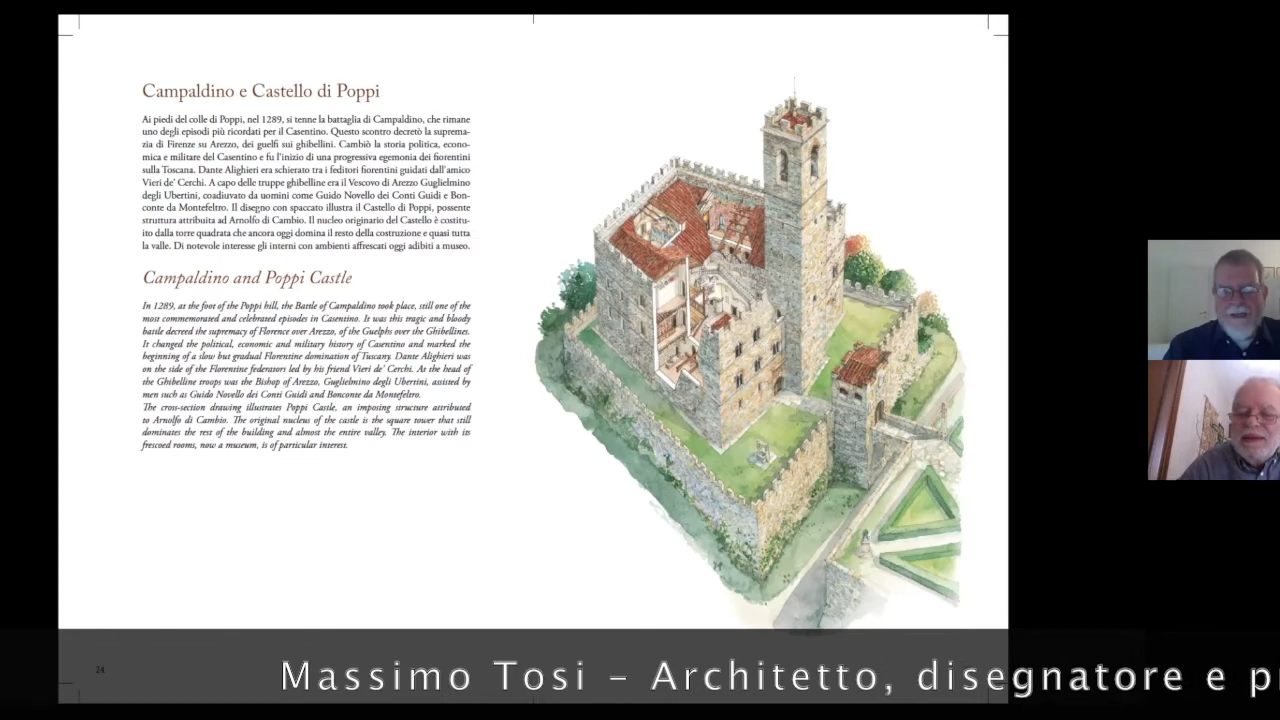 Campaldino e Castello di Poppi
Ai piedi del colle di Poppi, nel 1289, si tenne la battaglia di Campaldino, che rimane
uno degli episodi più ricordati per il Casentino. Questo scontro decretò la suprema-
zia di Firenze su Arezzo, dei guelfi sui ghibellini. Cambiò la storia politica, econo-
mica e militare del Casentino e fu l'inizio di una progressiva egemonia dei fiorentini
sulla Toscana. Dante Alighieri era schierato tra i feditori fiorentini guidati dall'amico
Vieri de' Cerchi. A capo delle truppe ghibelline era il Vescovo di Arezzo Guglielmino
degli Ubertini, coadiuvato da uomini come Guido Novello dei Conti Guidi e Bon-
conte da Montefeltro. Il disegno con spaccato illustra il Castello di Poppi, possente
struttura attribuita ad Arnolfo di Cambio. Il nucleo originario del Castello è costitu-
ito dalla torre quadrata che ancora oggi domina il resto della costruzione e quasi tutta
la valle. Di notevole interesse gli interni con ambienti affrescati oggi adibiti a museo.
Campaldino and Poppi Castle
In 1289, at the foot of the Poppi hill, the Battle of Campaldino took place, still one of the
most commemorated and celebrated episodes in Casentino. It was this tragic and bloody
battle decreed the supremacy of Florence over Arezzo, of the Guelphs over the Ghibellines.
It changed the political, economic and military history of Casentino and marked the
beginning of a slow but gradual Florentine domination of Tuscany. Dante Alighieri was
on the side of the Florentine federators led by his friend Vieri de' Cerchi. At the head of
the Ghibelline troops was the Bishop of Arezzo, Guglielmino degli Ubertini, assisted by
men such as Guido Novello dei Conti Guidi and Bonconte da Montefeltro.
The cross-section drawing illustrates Poppi Castle, an imposing structure attributed
to Arnolfo di Cambio. The original nucleus of the castle is the square tower that still
dominates the rest of the building and almost the entire valley. The interior with its
frescoed rooms, now a museum, is of particular interest.
24
Massimo Tosi – Architetto, disegnatore e